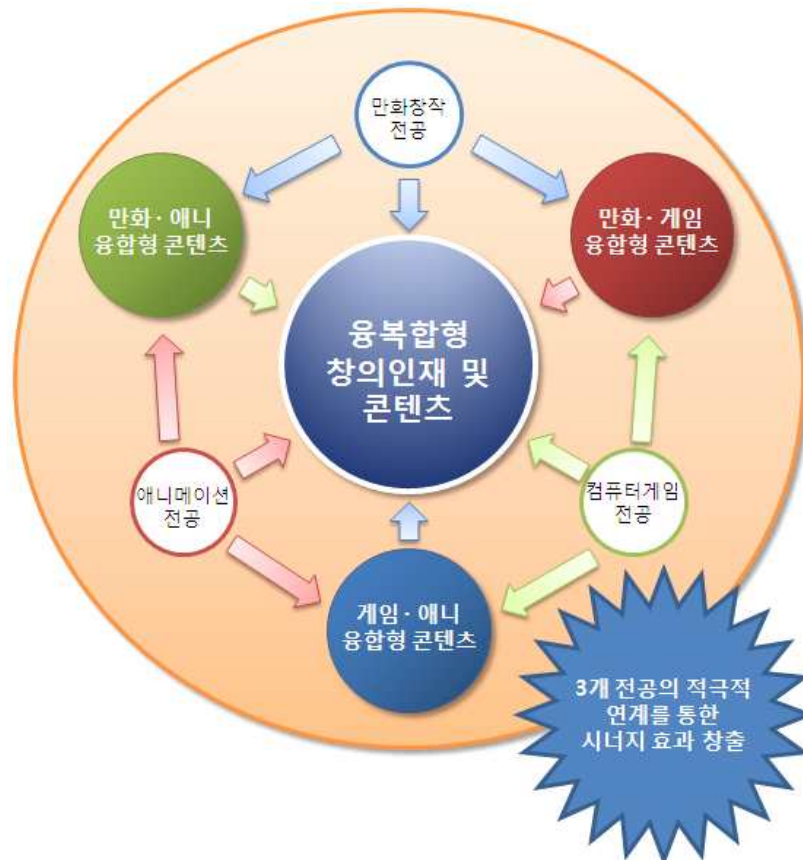 만화창작
전공
만화·애니
융합형 콘텐츠
만화·게임
융합형 콘텐츠
융복합형
창의인재 및
콘텐츠
애니메이션
전공
컴퓨터게임
전공
게임·애니
융합형 콘텐츠
3개 전공의 적극적
연계를 통한
시너지 효과 창출